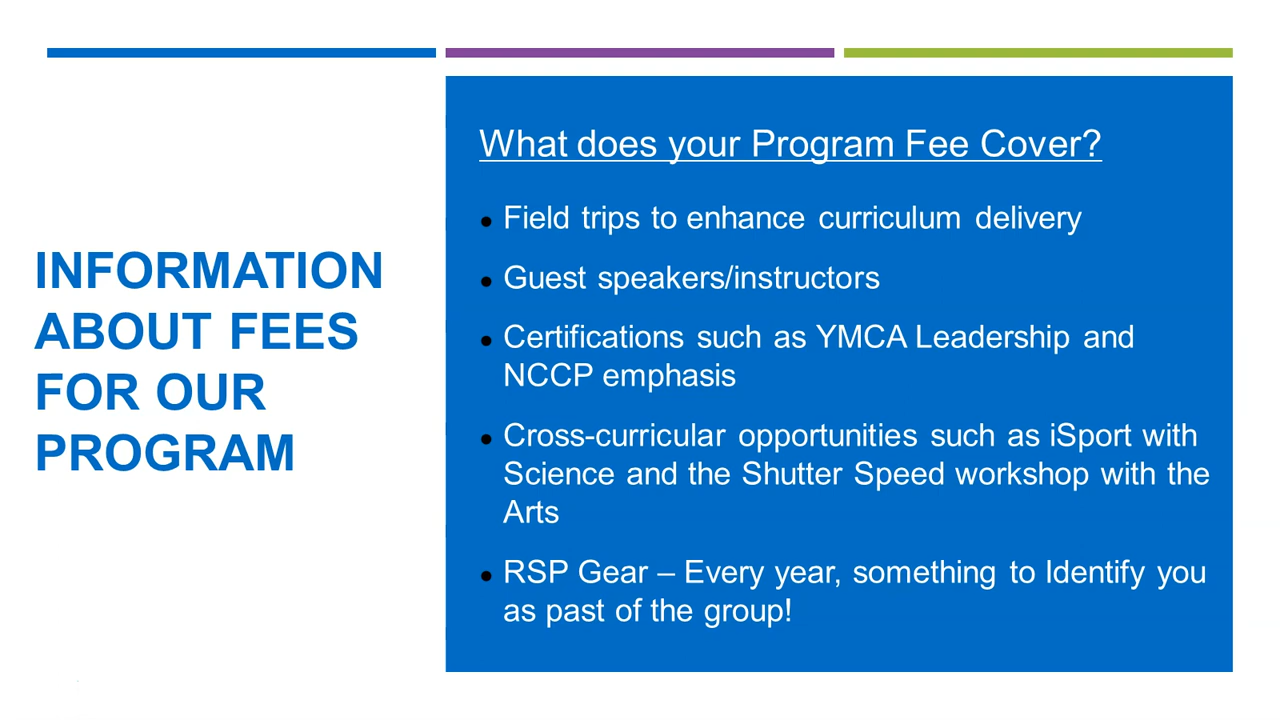 INFORMATION
ABOUT FEES
FOR OUR
PROGRAM
What does your Program Fee Cover?
● Field trips to enhance curriculum delivery
● Guest speakers/instructors
● Certifications such as YMCA Leadership and
NCCP emphasis
● Cross-curricular opportunities such as iSport with
Science and the Shutter Speed workshop with the
Arts
● RSP Gear – Every year, something to Identify you
as past of the group!